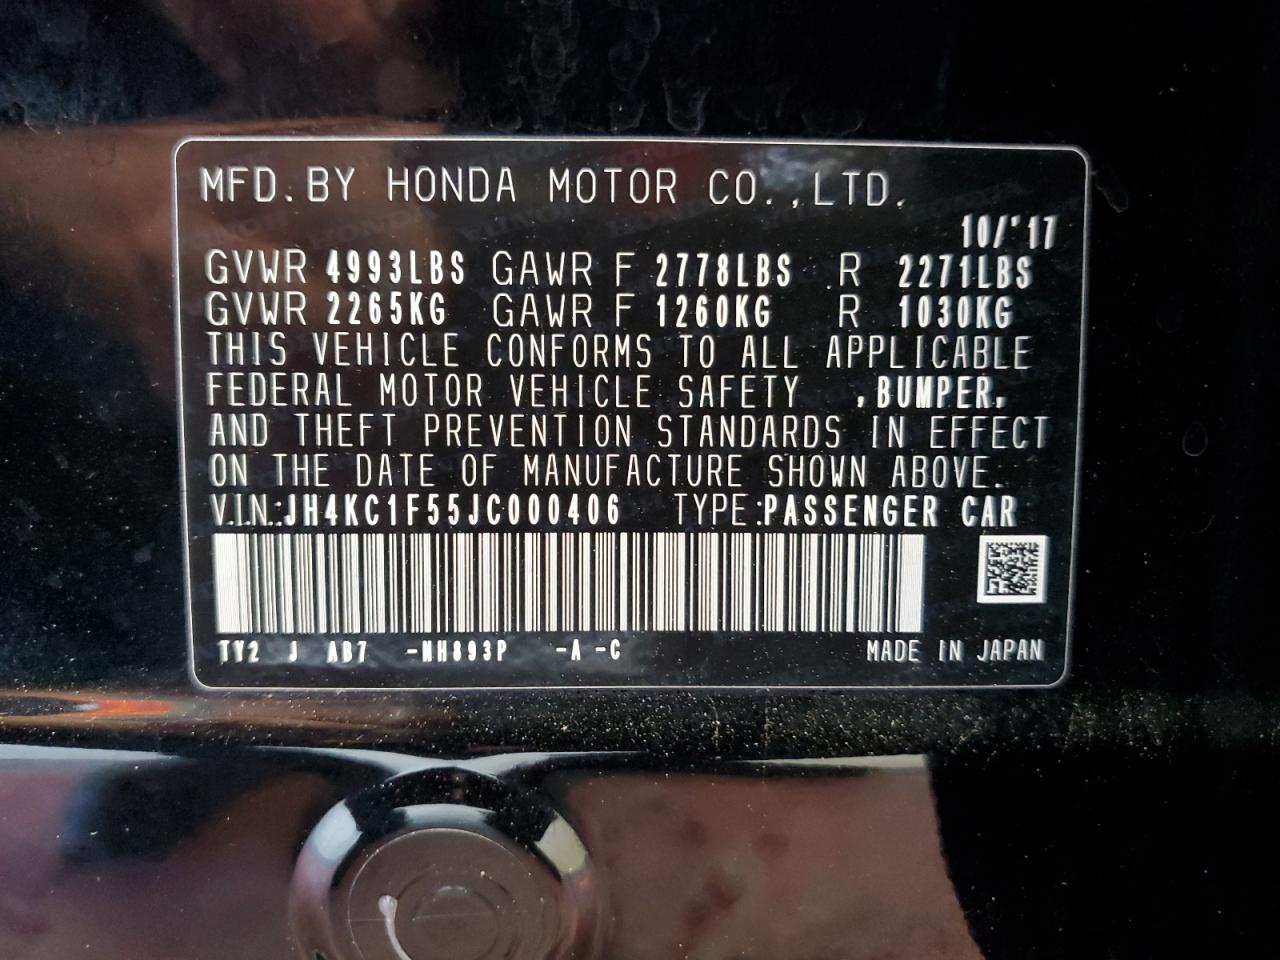 MFD. BY HONDA MOTOR CO., LTD.
10/'17
GVWR 4993LBS GAWR F 2778LBS R 2271LBS
GVWR 2265KG GAWR F 1260KG R 1030KG
THIS VEHICLE CONFORMS TO ALL APPLICABLE
FEDERAL MOTOR VEHICLE SAFETY , BUMPER,
AND THEFT PREVENTION STANDARDS IN EFFECT
ON THE DATE OF MANUFACTURE SHOWN ABOVE.
V.I.N.: JH4KC1F55JC000406 TYPE: PASSENGER CAR
TY2 J AB7 -NH893P -A -C MADE IN JAPAN